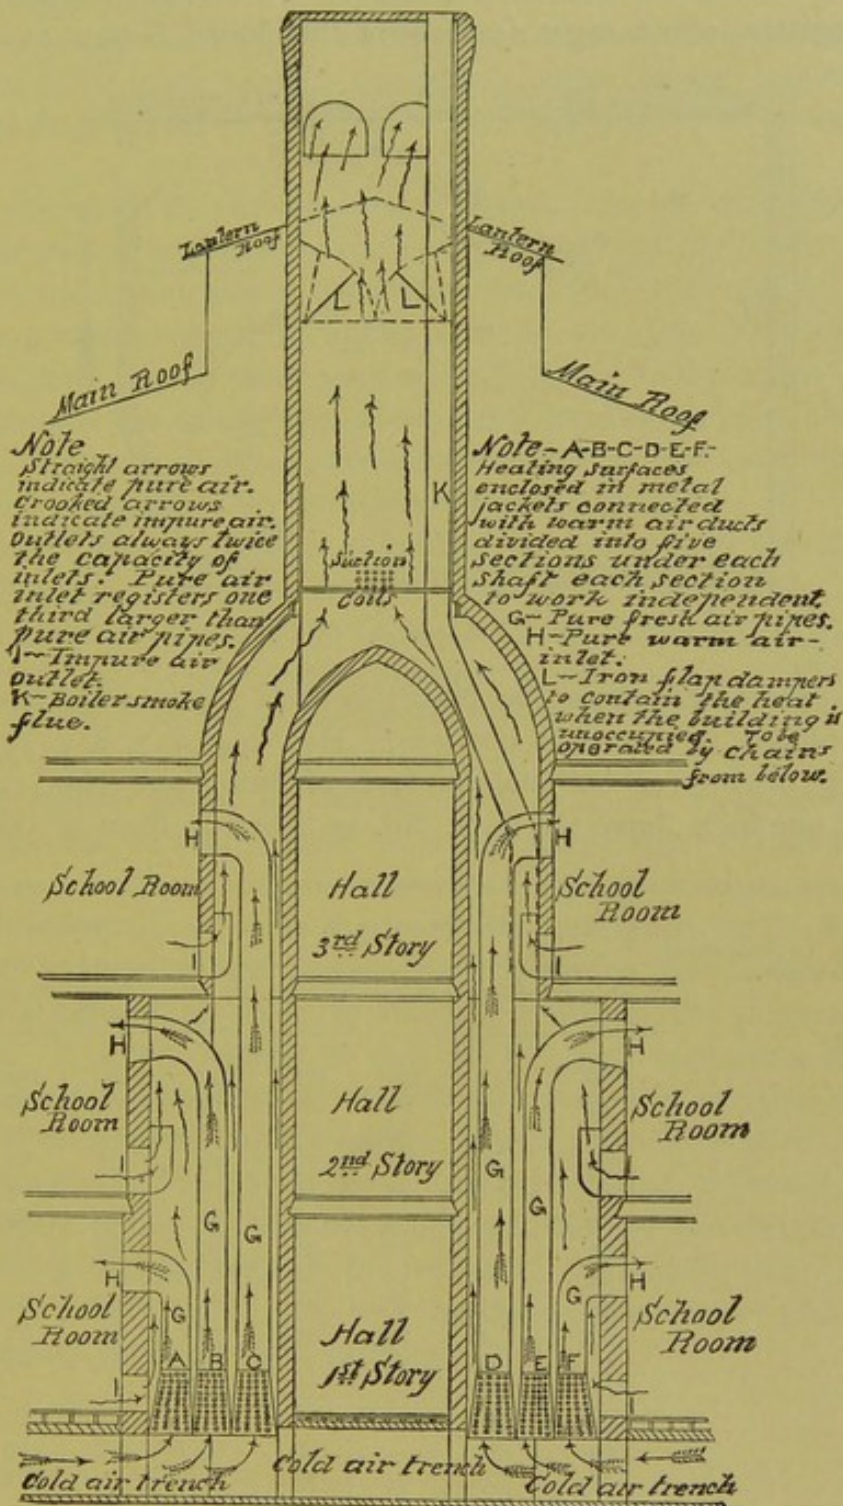 Lantern
Roof
Lantern
Roof
L L
Main Roof
Main Roof
Note
Straight arrows
indicate pure air.
Crooked arrows
indicate impure air.
Outlets always twice
the capacity of
inlets. Pure air
inlet registers one
third larger than
pure air pipes.
I-Impure air
outlet.
K-Boiler smoke
flue.
K
Suction
Coils
Note-A-B-C-D-E-F-
Heating surfaces
enclosed in metal
jackets connected
with warm air ducts
divided into five
sections under each
shaft each section
to work independent.
G-Pure fresh air pipes.
H-Pure warm air-
inlet.
L-Iron flap dampers
to contain the heat
when the building is
unoccupied. To be
operated by chains
from below.
H
H
School Room
Hall
3rd Story
School
Room
I
I
H
H
School
Room
Hall
2nd Story
School
Room
I
I
G
G
G
G
H
H
School
Room
G
Hall
1st Story
G
School
Room
A B C
D E F
I
I
Cold air trench
Cold air trench
Cold air trench